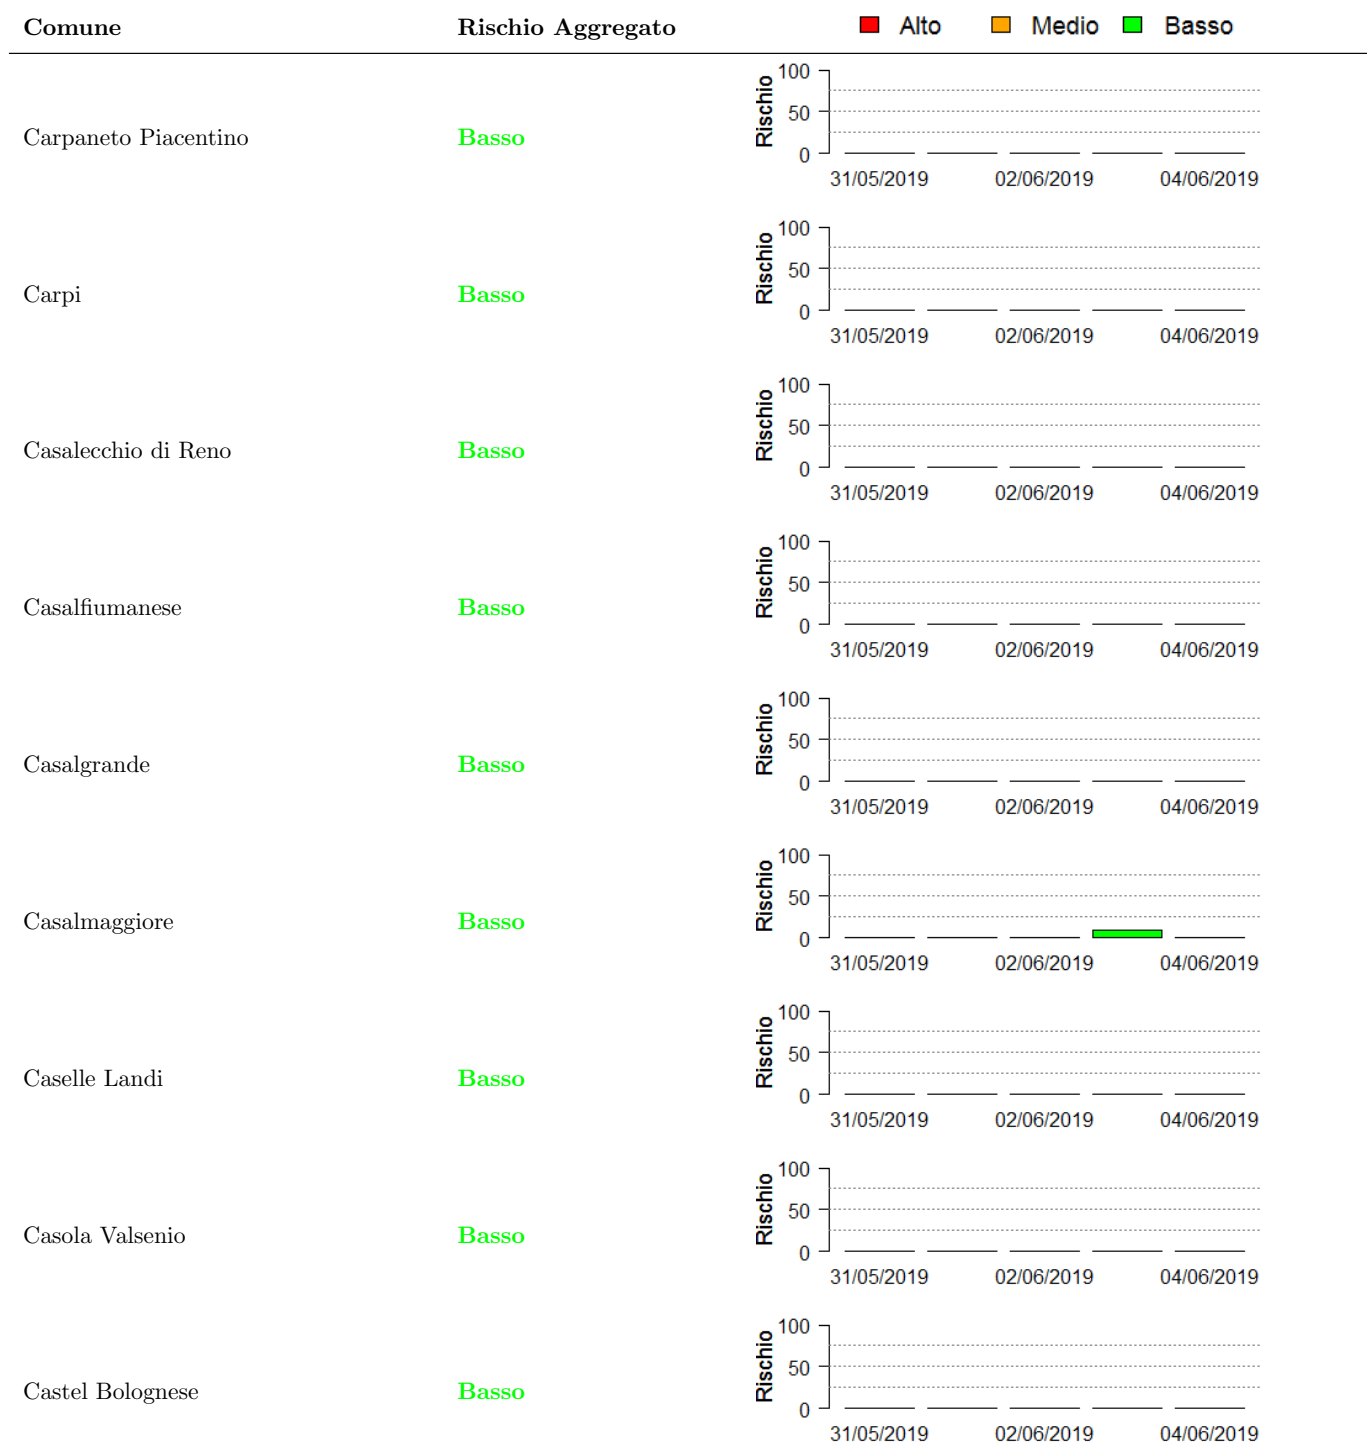 Comune Rischio Aggregato Alto Medio Basso
100
50
0
Rischio
Carpaneto Piacentino Basso
31/05/2019 02/06/2019 04/06/2019
100
50
0
Rischio
Carpi Basso
31/05/2019 02/06/2019 04/06/2019
100
50
0
Rischio
Casalecchio di Reno Basso
31/05/2019 02/06/2019 04/06/2019
100
50
0
Rischio
Casalfiumanese Basso
31/05/2019 02/06/2019 04/06/2019
100
50
0
Rischio
Casalgrande Basso
31/05/2019 02/06/2019 04/06/2019
100
50
0
Rischio
Casalmaggiore Basso
31/05/2019 02/06/2019 04/06/2019
100
50
0
Rischio
Caselle Landi Basso
31/05/2019 02/06/2019 04/06/2019
100
50
0
Rischio
Casola Valsenio Basso
31/05/2019 02/06/2019 04/06/2019
100
50
0
Rischio
Castel Bolognese Basso
31/05/2019 02/06/2019 04/06/2019